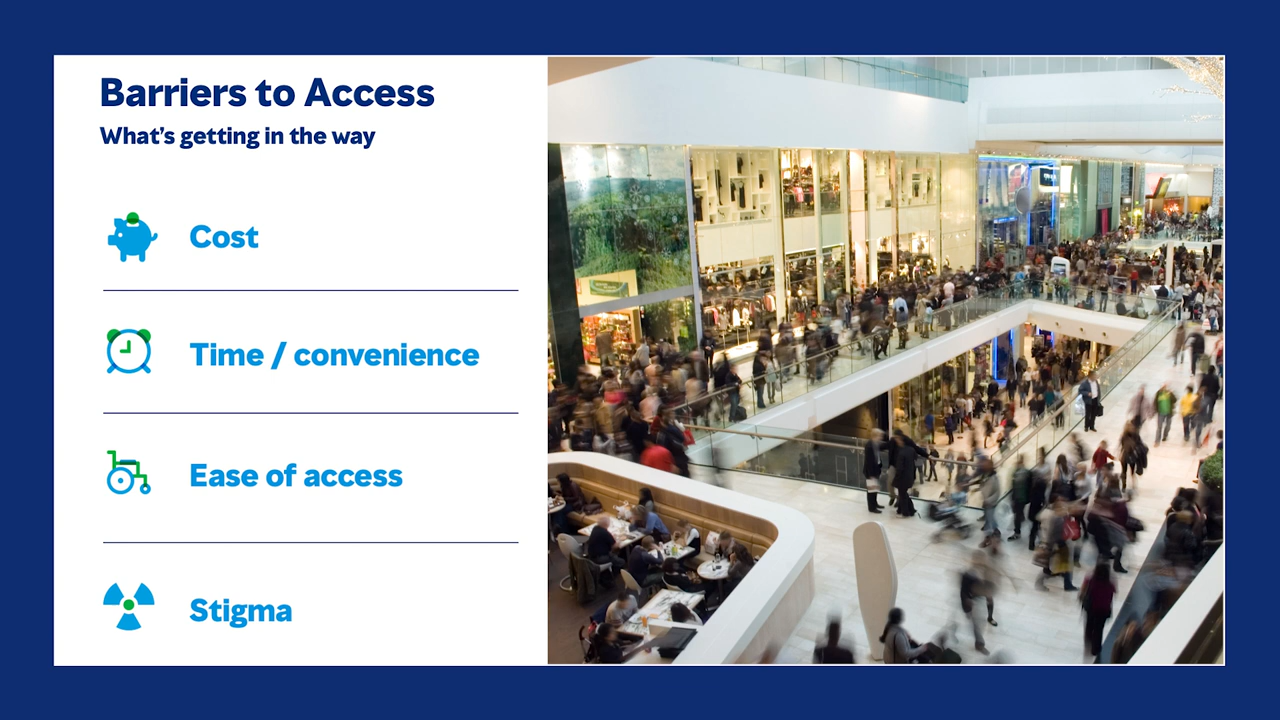 Barriers to Access
What's getting in the way
Cost
Time / convenience
Ease of access
Stigma